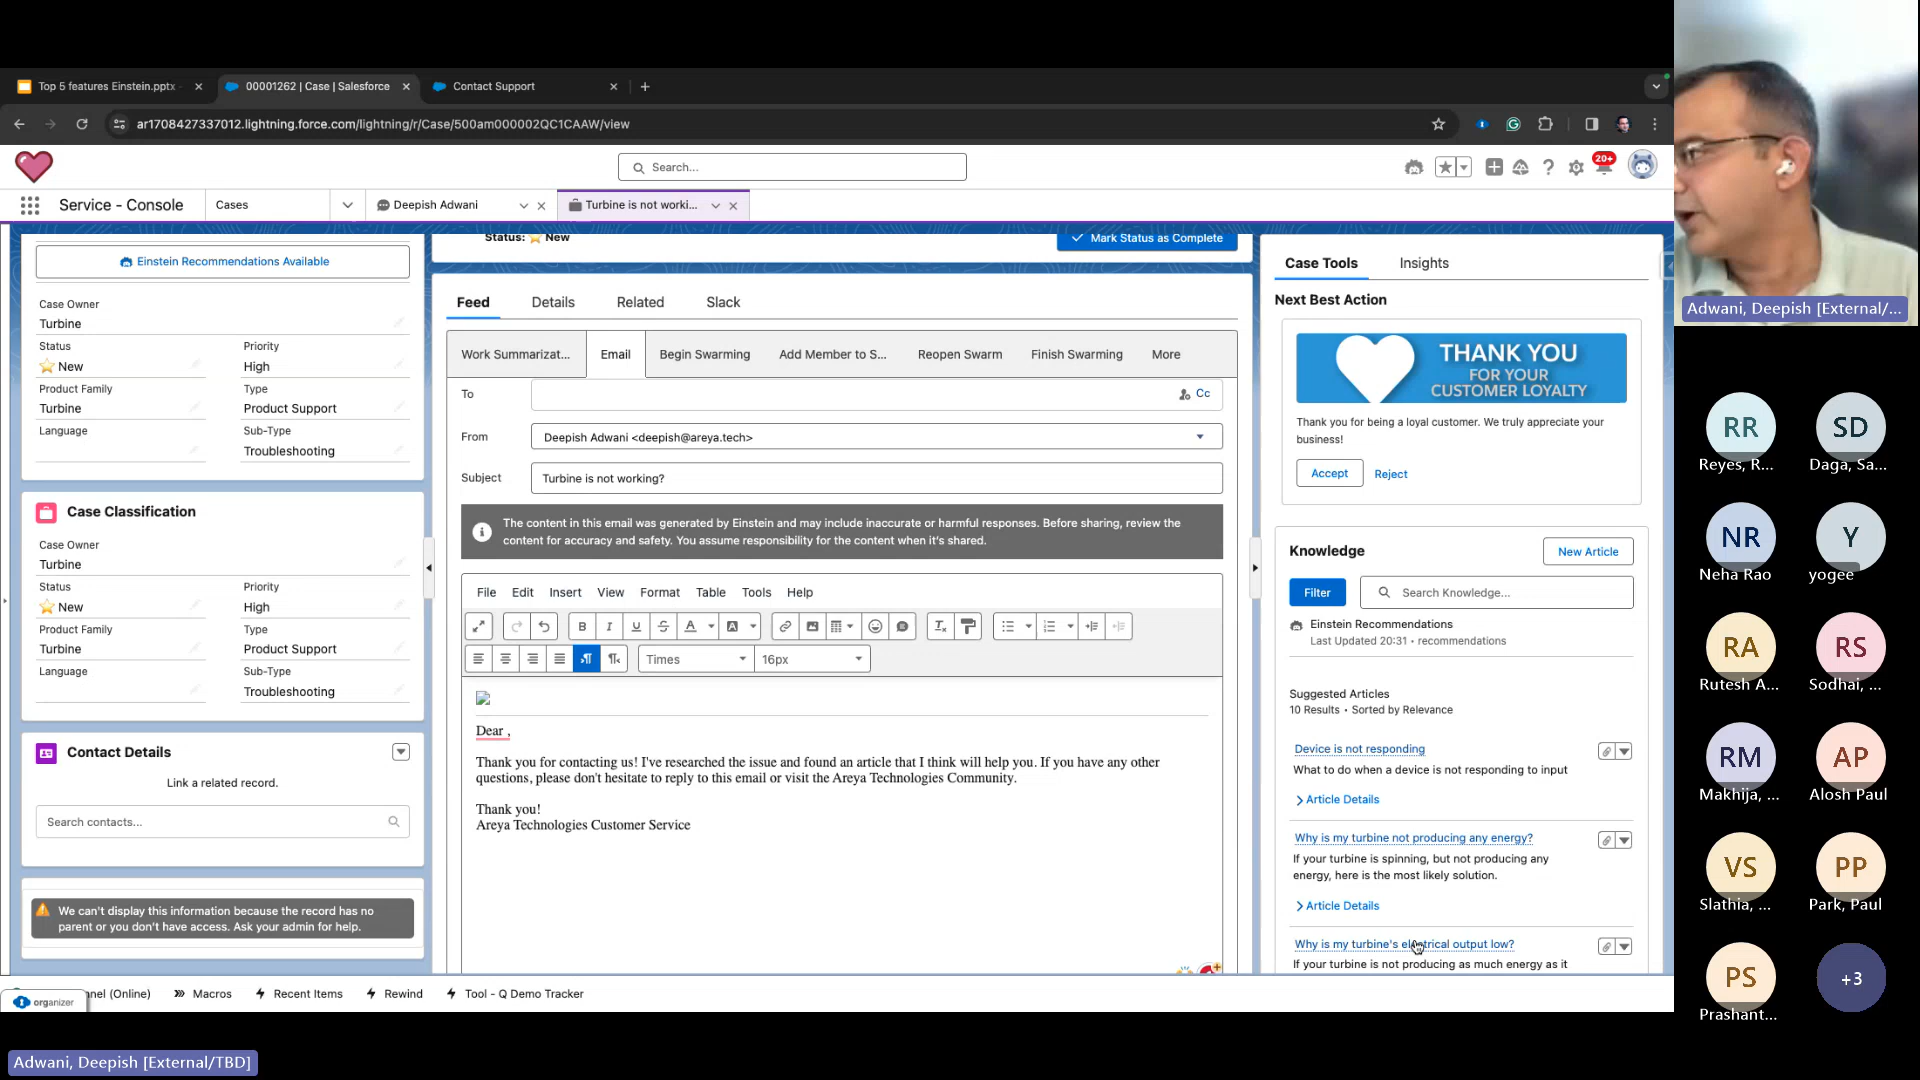 Top 5 features Einstein.pptx
00001262 | Case | Salesforce
Contact Support
ar1708427337012.lightning.force.com/lightning/r/Case/500am000002QC1CAAW/view
Search...
20+
Service - Console
Cases
Deepish Adwani
Turbine is not worki...
Einstein Recommendations Available
Case Owner
Turbine
Status
Priority
New
High
Product Family
Type
Turbine
Product Support
Language
Sub-Type
Troubleshooting
Case Classification
Case Owner
Turbine
Status
Priority
New
High
Product Family
Type
Turbine
Product Support
Language
Sub-Type
Troubleshooting
Contact Details
Link a related record.
Search contacts...
We can't display this information because the record has no
parent or you don't have access. Ask your admin for help.
Status: New
Mark Status as Complete
Feed
Details
Related
Slack
Work Summarizat...
Email
Begin Swarming
Add Member to S...
Reopen Swarm
Finish Swarming
More
To
Cc
From
Deepish Adwani <deepish@areya.tech>
Subject
Turbine is not working?
The content in this email was generated by Einstein and may include inaccurate or harmful responses. Before sharing, review the
content for accuracy and safety. You assume responsibility for the content when it's shared.
File Edit Insert View Format Table Tools Help
Times
16px
Dear ,
Thank you for contacting us! I've researched the issue and found an article that I think will help you. If you have any other
questions, please don't hesitate to reply to this email or visit the Areya Technologies Community.
Thank you!
Areya Technologies Customer Service
Case Tools
Insights
Next Best Action
THANK YOU
FOR YOUR
CUSTOMER LOYALTY
Thank you for being a loyal customer. We truly appreciate your
business!
Accept
Reject
Knowledge
New Article
Filter
Search Knowledge...
Einstein Recommendations
Last Updated 20:31 • recommendations
Suggested Articles
10 Results • Sorted by Relevance
Device is not responding
What to do when a device is not responding to input
Article Details
Why is my turbine not producing any energy?
If your turbine is spinning, but not producing any
energy, here is the most likely solution.
Article Details
Why is my turbine's electrical output low?
If your turbine is not producing as much energy as it
nel (Online)
Macros
Recent Items
Rewind
Tool - Q Demo Tracker
organizer
Adwani, Deepish [External/TBD]
Adwani, Deepish [External/...
RR
Reyes, R...
SD
Daga, Sa...
NR
Neha Rao
Y
yogee
RA
Rutesh A...
RS
Sodhai, ...
RM
Makhija, ...
AP
Alosh Paul
VS
Slathia, ...
PP
Park, Paul
PS
Prashant...
+3